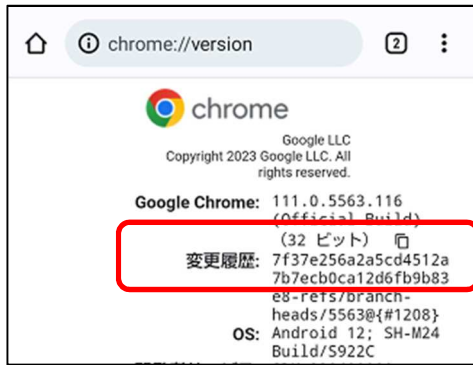 chrome://version
2
chrome
Google LLC
Copyright 2023 Google LLC. All
rights reserved.
Google Chrome: 111.0.5563.116
(Official Build)
(32 ビット)
変更履歴: 7f37e256a2a5cd4512a
7b7ecb0ca12d6fb9b83
e8-refs/branch-
heads/5563@{#1208}
OS: Android 12; SH-M24
Build/S922C